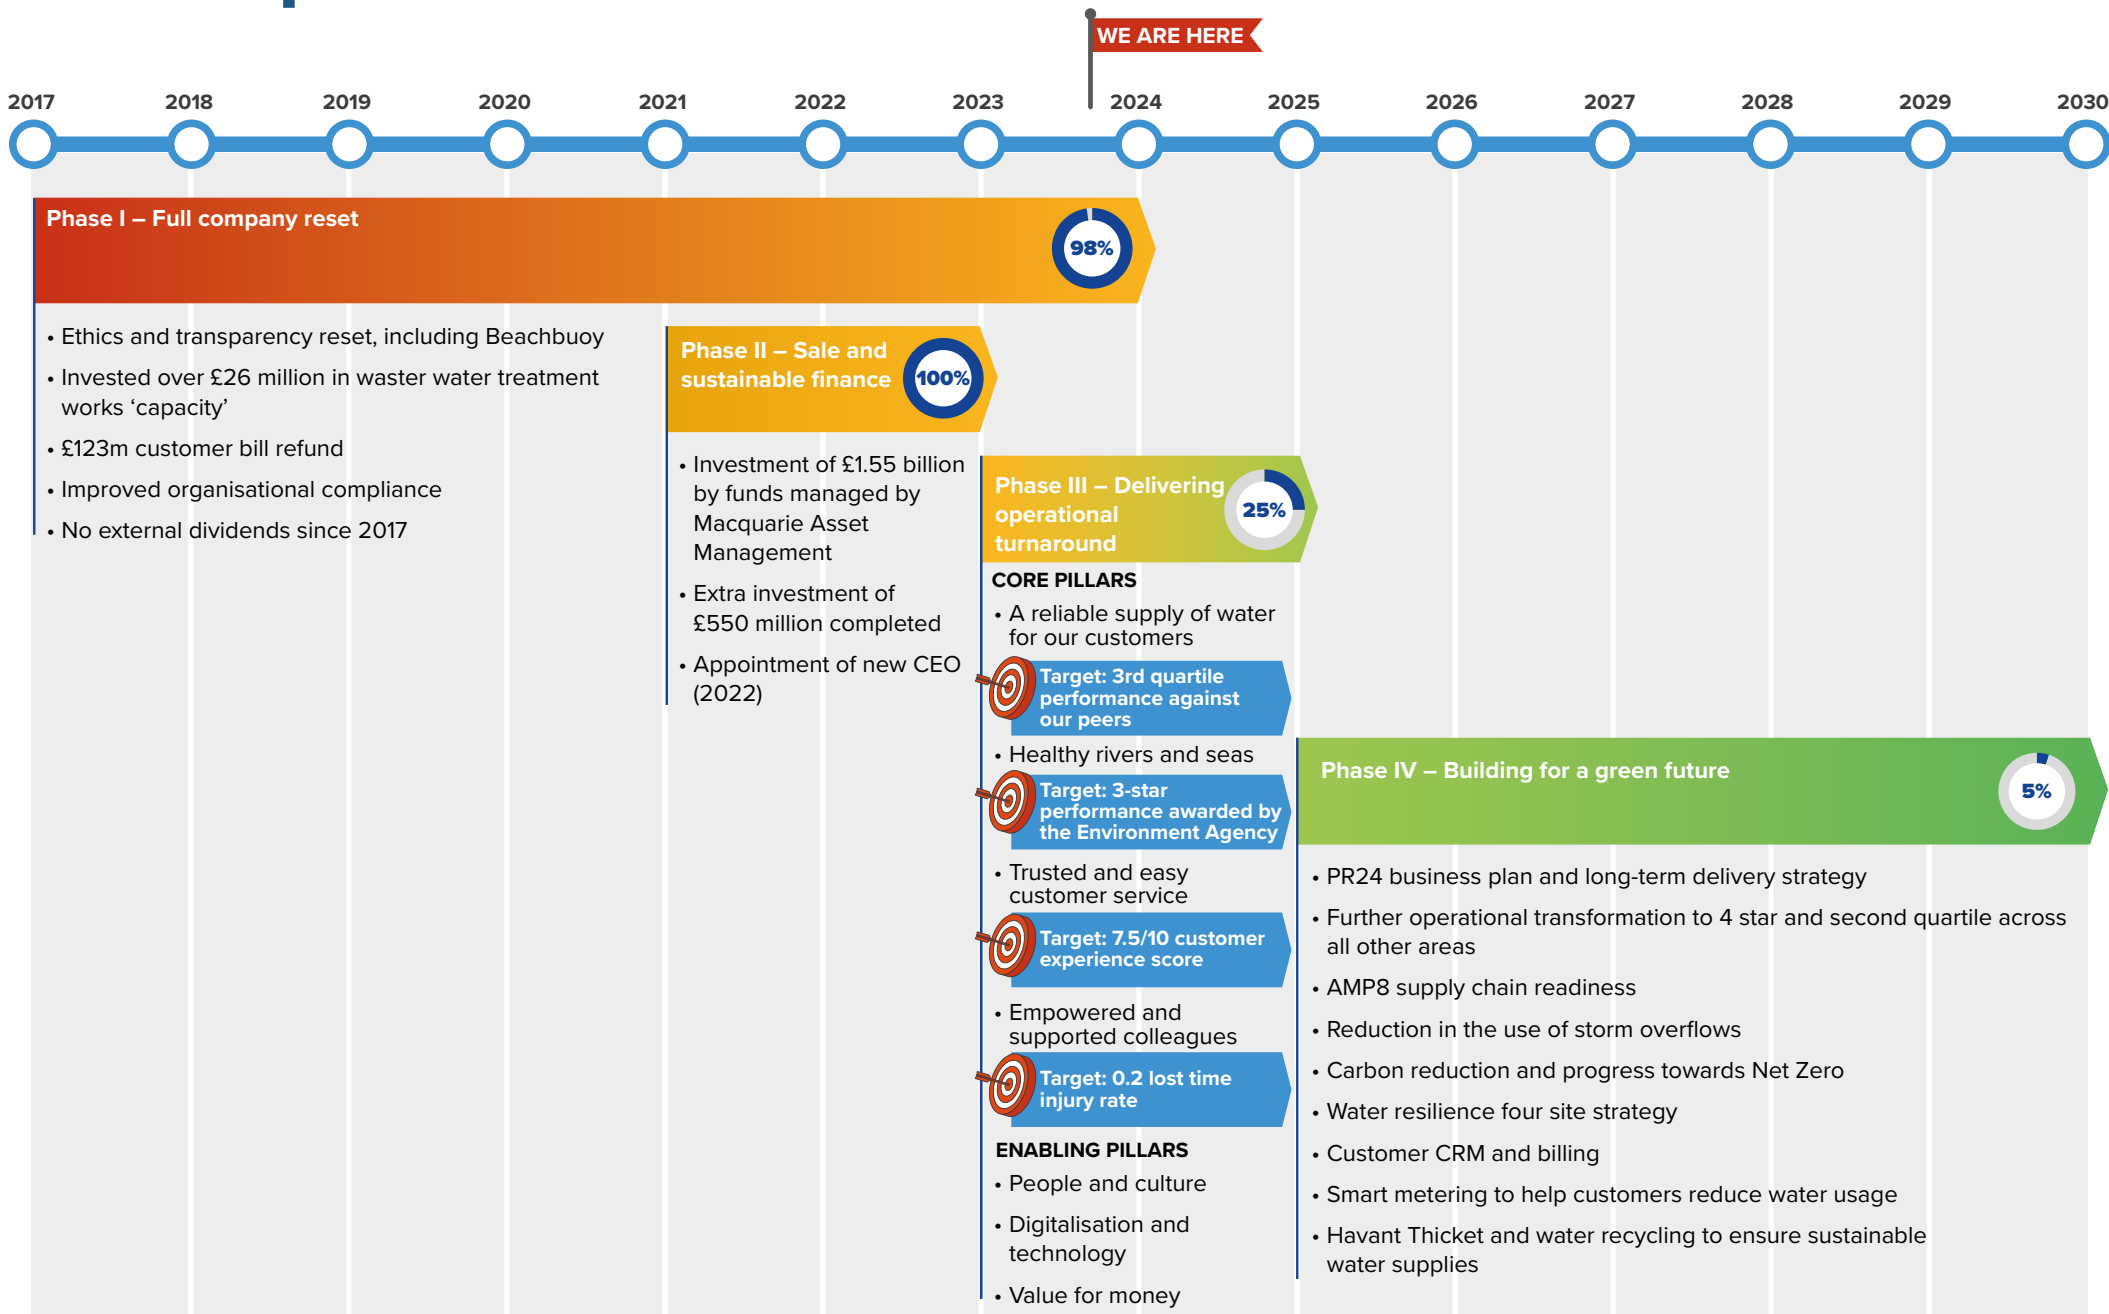 WE ARE HERE
2017 2018 2019 2020 2021 2022 2023 2024 2025 2026 2027 2028 2029 2030
Phase I – Full company reset
98%
• Ethics and transparency reset, including Beachbuoy
• Invested over £26 million in waster water treatment
works ‘capacity’
• £123m customer bill refund
• Improved organisational compliance
• No external dividends since 2017
Phase II – Sale and
sustainable finance
100%
• Investment of £1.55 billion
by funds managed by
Macquarie Asset
Management
• Extra investment of
£550 million completed
• Appointment of new CEO
(2022)
Phase III – Delivering
operational
turnaround
25%
CORE PILLARS
• A reliable supply of water
for our customers
Target: 3rd quartile
performance against
our peers
• Healthy rivers and seas
Target: 3-star
performance awarded by
the Environment Agency
• Trusted and easy
customer service
Target: 7.5/10 customer
experience score
• Empowered and
supported colleagues
Target: 0.2 lost time
injury rate
ENABLING PILLARS
• People and culture
• Digitalisation and
technology
• Value for money
Phase IV – Building for a green future
5%
• PR24 business plan and long-term delivery strategy
• Further operational transformation to 4 star and second quartile across
all other areas
• AMP8 supply chain readiness
• Reduction in the use of storm overflows
• Carbon reduction and progress towards Net Zero
• Water resilience four site strategy
• Customer CRM and billing
• Smart metering to help customers reduce water usage
• Havant Thicket and water recycling to ensure sustainable
water supplies